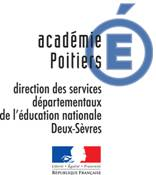 académie
Poitiers
É
direction des services
départementaux
de l'éducation nationale
Deux-Sèvres
Liberté • Égalité • Fraternité
RÉPUBLIQUE FRANÇAISE